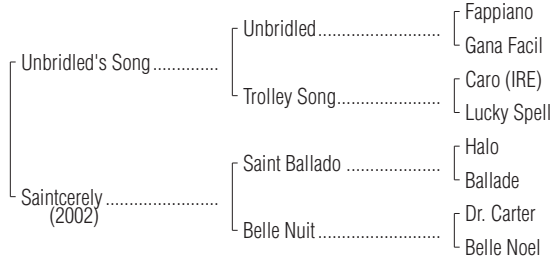 Fappiano
Unbridled..............................
Gana Facil
Unbridled's Song................
Caro (IRE)
Trolley Song.........................
Lucky Spell
Halo
Saint Ballado .......................
Ballade
Saintcerely ............................
(2002)
Dr. Carter
Belle Nuit..............................
Belle Noel